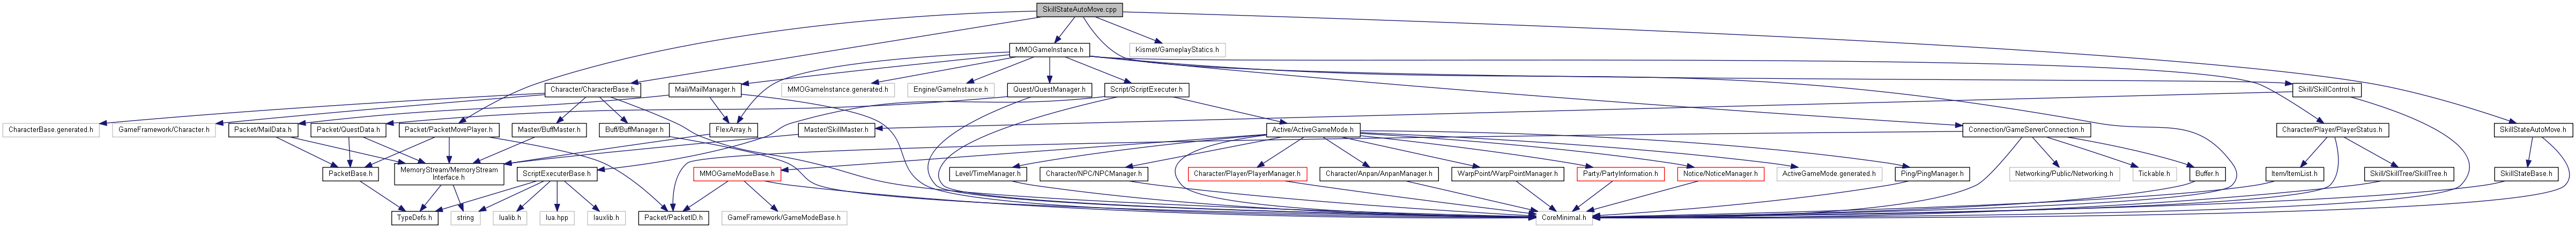 SkillStateAutoMove.cpp
MMOGameInstance.h
Kismet/GameplayStatics.h
Character/CharacterBase.h
Mail/MailManager.h
MMOGameInstance.generated.h
Engine/GameInstance.h
Quest/QuestManager.h
Script/ScriptExecuter.h
Skill/SkillControl.h
CharacterBase.generated.h
GameFramework/Character.h
Packet/MailData.h
Packet/QuestData.h
Packet/PacketMovePlayer.h
Master/BuffMaster.h
Buff/BuffManager.h
FlexArray.h
Master/SkillMaster.h
Active/ActiveGameMode.h
Connection/GameServerConnection.h
Character/Player/PlayerStatus.h
SkillStateAutoMove.h
PacketBase.h
MemoryStream/MemoryStream
Interface.h
ScriptExecuterBase.h
MMOGameModeBase.h
Level/TimeManager.h
Character/NPC/NPCManager.h
Character/Player/PlayerManager.h
Character/Anpan/AnpanManager.h
WarpPoint/WarpPointManager.h
Party/PartyInformation.h
Notice/NoticeManager.h
ActiveGameMode.generated.h
Ping/PingManager.h
Networking/Public/Networking.h
Tickable.h
Buffer.h
Item/ItemList.h
Skill/SkillTree/SkillTree.h
SkillStateBase.h
TypeDefs.h
string
lualib.h
lua.hpp
lauxlib.h
Packet/PacketID.h
GameFramework/GameModeBase.h
CoreMinimal.h